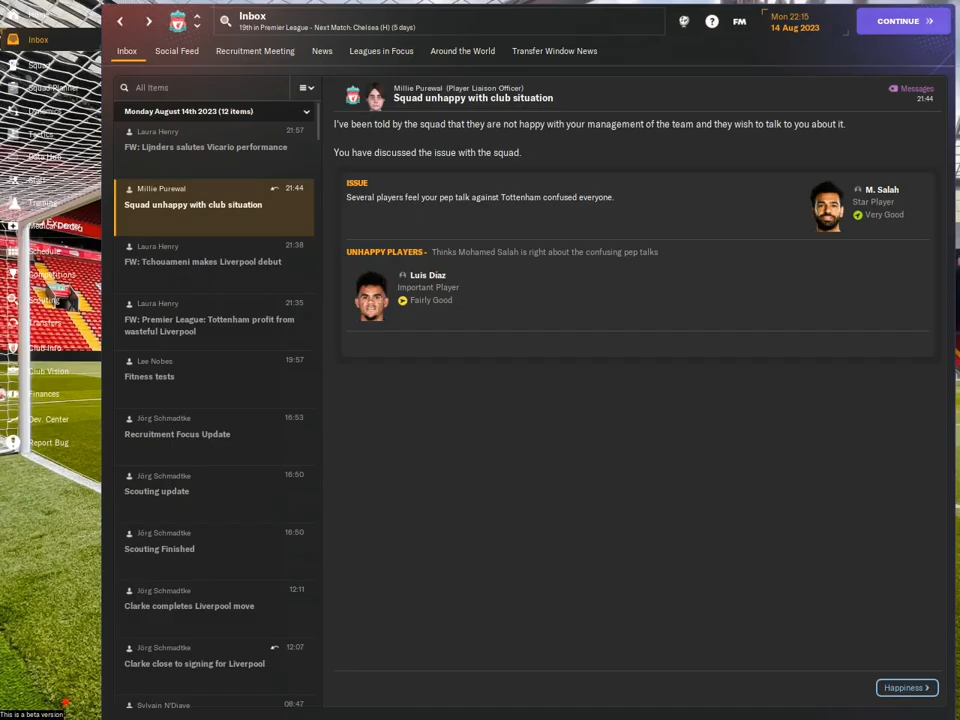 Inbox
19th in Premier League - Next Match: Chelsea (H) (5 days)
?
FM
Mon 22:15
14 Aug 2023
CONTINUE
Inbox
Inbox
Social Feed
Recruitment Meeting
News
Leagues in Focus
Around the World
Transfer Window News
Squad Planner
Tactics
Training
Schedule
Competitions
Scouting
Transfers
Club Info
Club Vision
Finances
Dev. Center
Report Bug
This is a beta version
All Items
Monday August 14th 2023 (12 items)
Laura Henry 21:57
FW: Lijnders salutes Vicario performance
Millie Purewal 21:44
Squad unhappy with club situation
Laura Henry 21:38
FW: Tchouameni makes Liverpool debut
Laura Henry 21:35
FW: Premier League: Tottenham profit from
wasteful Liverpool
Lee Nobes 19:57
Fitness tests
Jörg Schmadtke 16:53
Recruitment Focus Update
Jörg Schmadtke 16:50
Scouting update
Jörg Schmadtke 16:50
Scouting Finished
Jörg Schmadtke 12:11
Clarke completes Liverpool move
Jörg Schmadtke 12:07
Clarke close to signing for Liverpool
Sylvain N'Diaye 08:47
Millie Purewal (Player Liaison Officer)
Squad unhappy with club situation
Messages
21:44
I've been told by the squad that they are not happy with your management of the team and they wish to talk to you about it.
You have discussed the issue with the squad.
ISSUE
Several players feel your pep talk against Tottenham confused everyone.
M. Salah
Star Player
Very Good
UNHAPPY PLAYERS - Thinks Mohamed Salah is right about the confusing pep talks
Luis Díaz
Important Player
Fairly Good
Happiness >